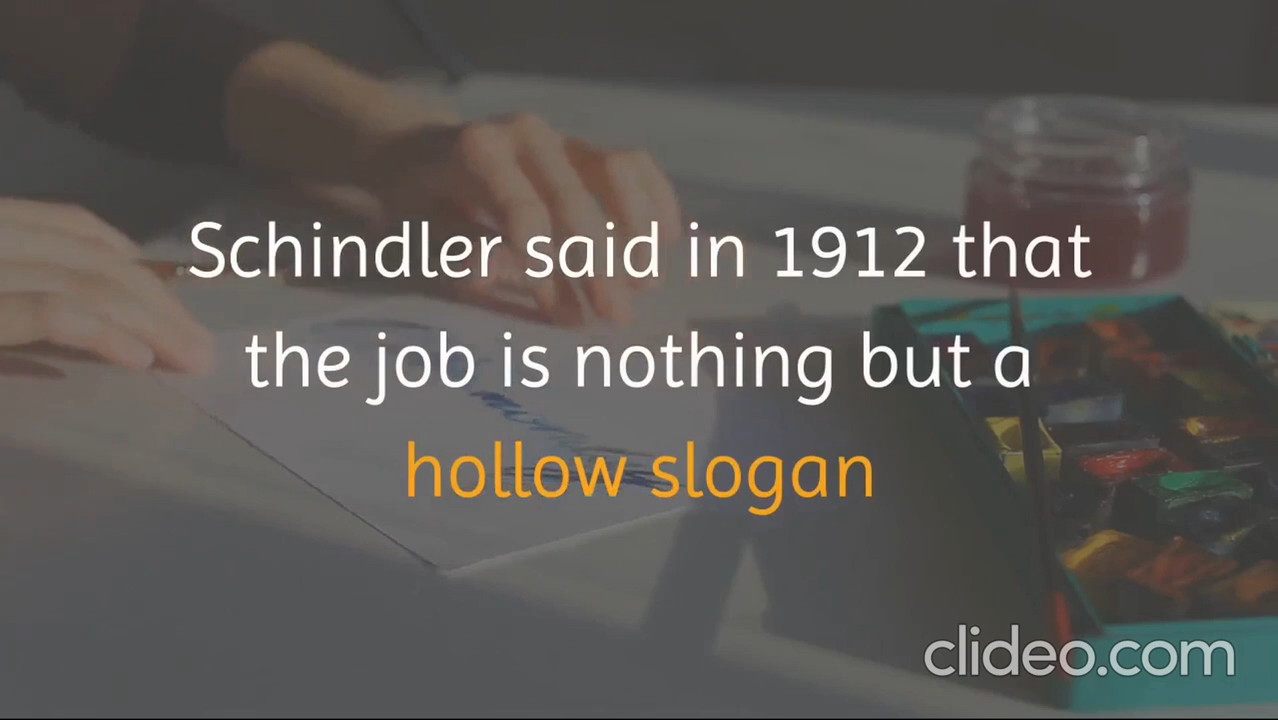 Schindler said in 1912 that
the job is nothing but a
hollow slogan
clideo.com